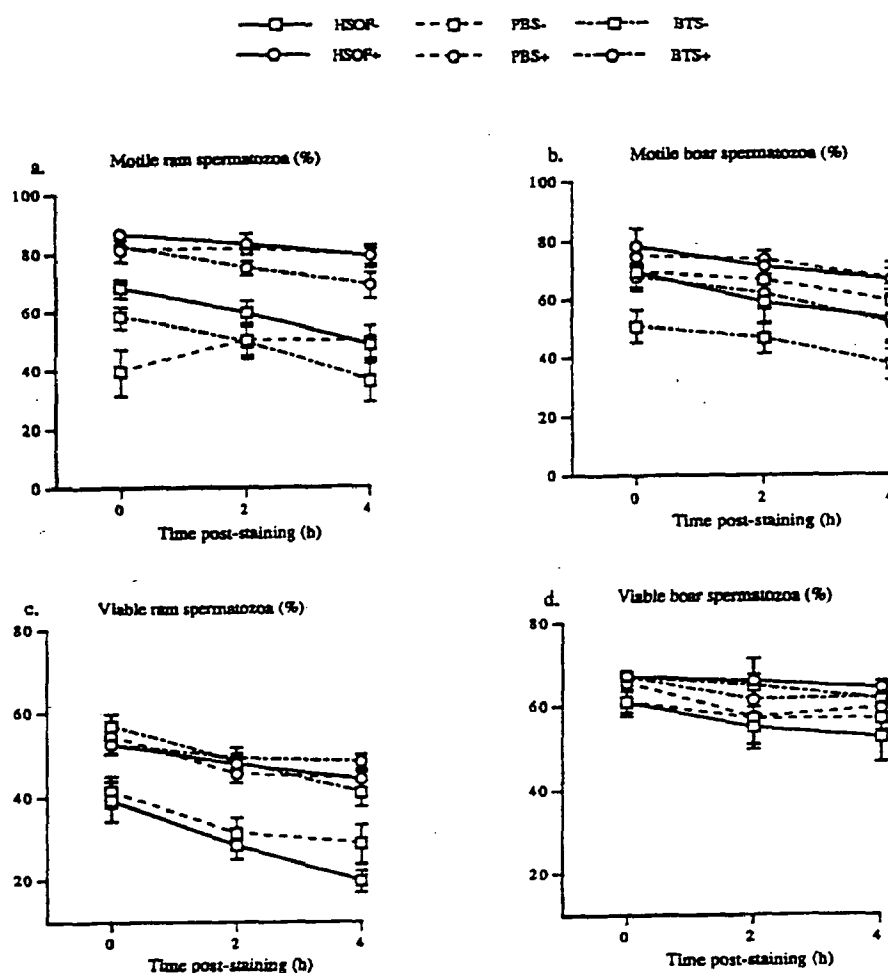 HSOF- PBS- BTS-
HSOF+ PBS+ BTS+
a. Motile ram spermatozoa (%)
100
80
60
40
20
0
0 2 4
Time post-staining (h)
b. Motile boar spermatozoa (%)
100
80
60
40
20
0
0 2 4
Time post-staining (h)
c. Viable ram spermatozoa (%)
80
60
40
20
0 2 4
Time post-staining (h)
d. Viable boar spermatozoa (%)
80
60
40
20
0 2 4
Time post-staining (h)